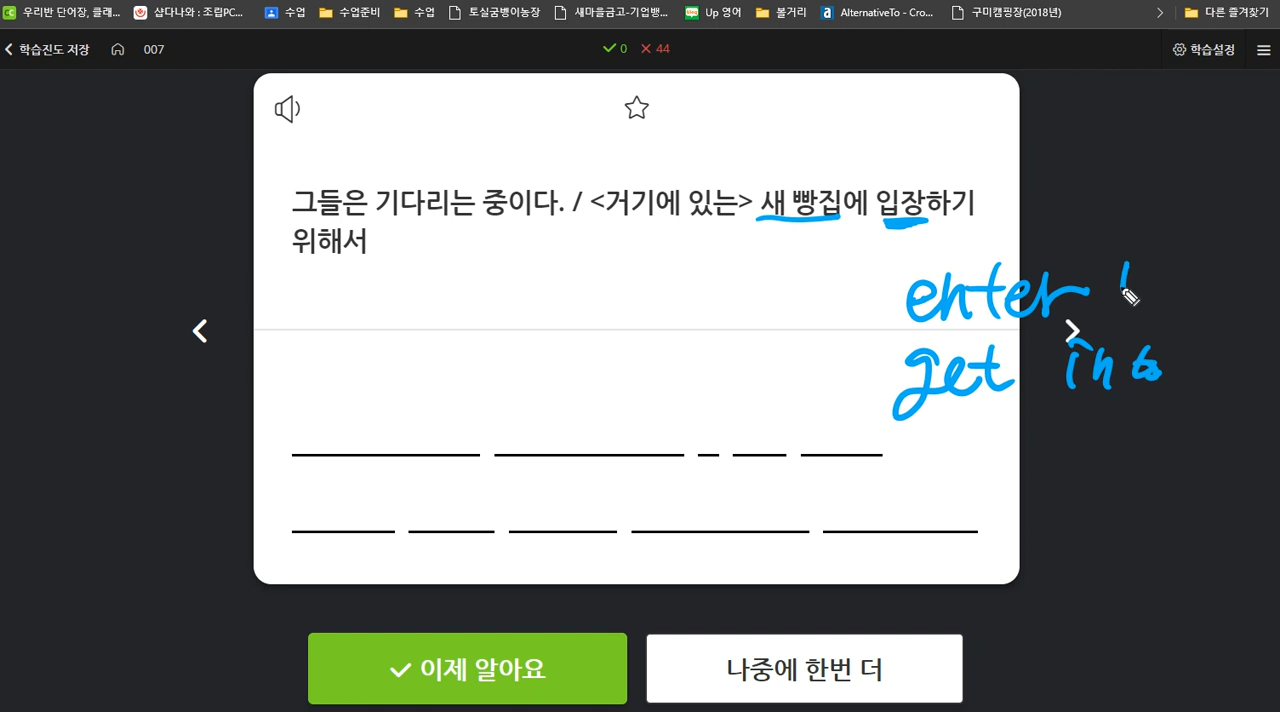 우리반 단어장, 클래... 샵다나와 : 조립PC... 수업 수업준비 수업 토실굼벵이농장 새마을금고-기업뱅... Up 영어 볼거리 AlternativeTo - Cro... 구미캠핑장(2018년) 다른 즐겨찾기
학습진도 저장 007 0 44 학습설정
그들은 기다리는 중이다. / <거기에 있는> 새 빵집에 입장하기
위해서
enter
get into
이제 알아요 나중에 한번 더